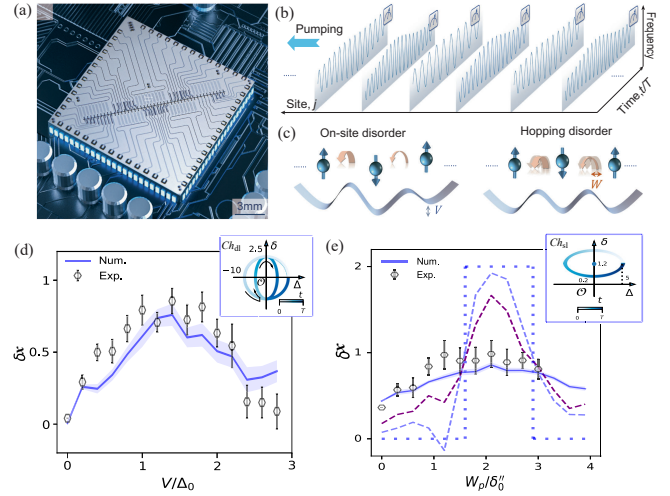 (a)
3mm
(b)
Pumping
Site, j
Time,t/T
Frequency
(c)
On-site disorder
Hopping disorder
V
W
(d)
Num.
Exp.
Ch_dl
2.5
δ
−10
𝒪
Δ
t
0 7
δx
1
0.5
0
0 1 2 3
V/Δ₀
(e)
Num.
Exp.
Ch_sl
δ
1.2
0.2
5
𝒪
t
Δ
0 7
δx
2
1
0
0 1 2 3 4
W_p/δ₀″